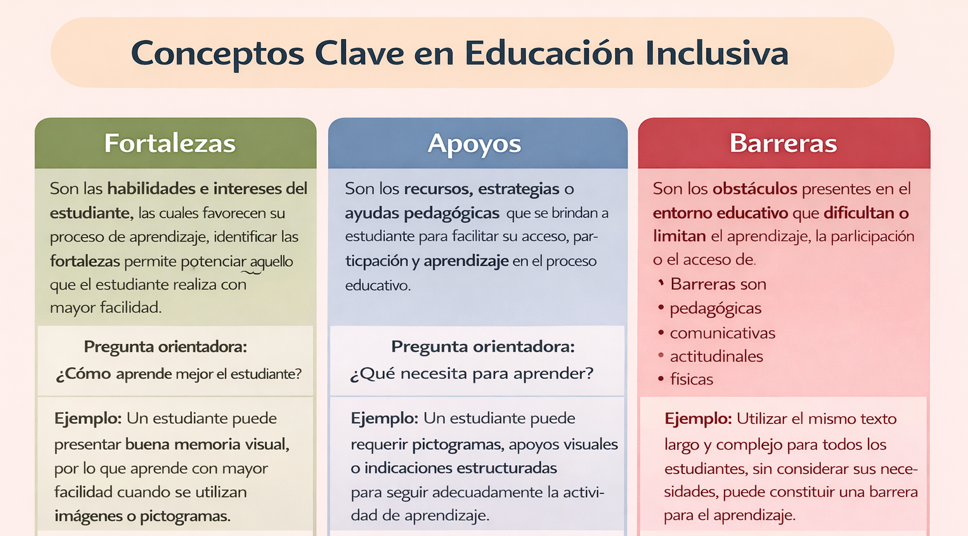 Conceptos Clave en Educación Inclusiva
Fortalezas
Son las habilidades e intereses del
estudiante, las cuales favorecen su
proceso de aprendizaje, identificar las
fortalezas permite potenciar aquello
que el estudiante realiza con
mayor facilidad.
Pregunta orientadora:
¿Cómo aprende mejor el estudiante?
Ejemplo: Un estudiante puede
presentar buena memoria visual,
por lo que aprende con mayor
facilidad cuando se utilizan
imágenes o pictogramas.
Apoyos
Son los recursos, estrategias o
ayudas pedagógicas que se brindan a
estudiante para facilitar su acceso, par-
ticpación y aprendizaje en el proceso
educativo.
Pregunta orientadora:
¿Qué necesita para aprender?
Ejemplo: Un estudiante puede
requerir pictogramas, apoyos visuales
o indicaciones estructuradas
para seguir adecuadamente la activi-
dad de aprendizaje.
Barreras
Son los obstáculos presentes en el
entorno educativo que dificultan o
limitan el aprendizaje, la parlicipación
o el acceso de.
• Barreras son
• pedagógicas
• comunicativas
• actitudinales
• fisicas
Ejemplo: Utilizar el mismo texto
largo y complejo para todos los
estudiantes, sin considerar sus nece-
sidades, puede constituir una barrera
para el aprendizaje.